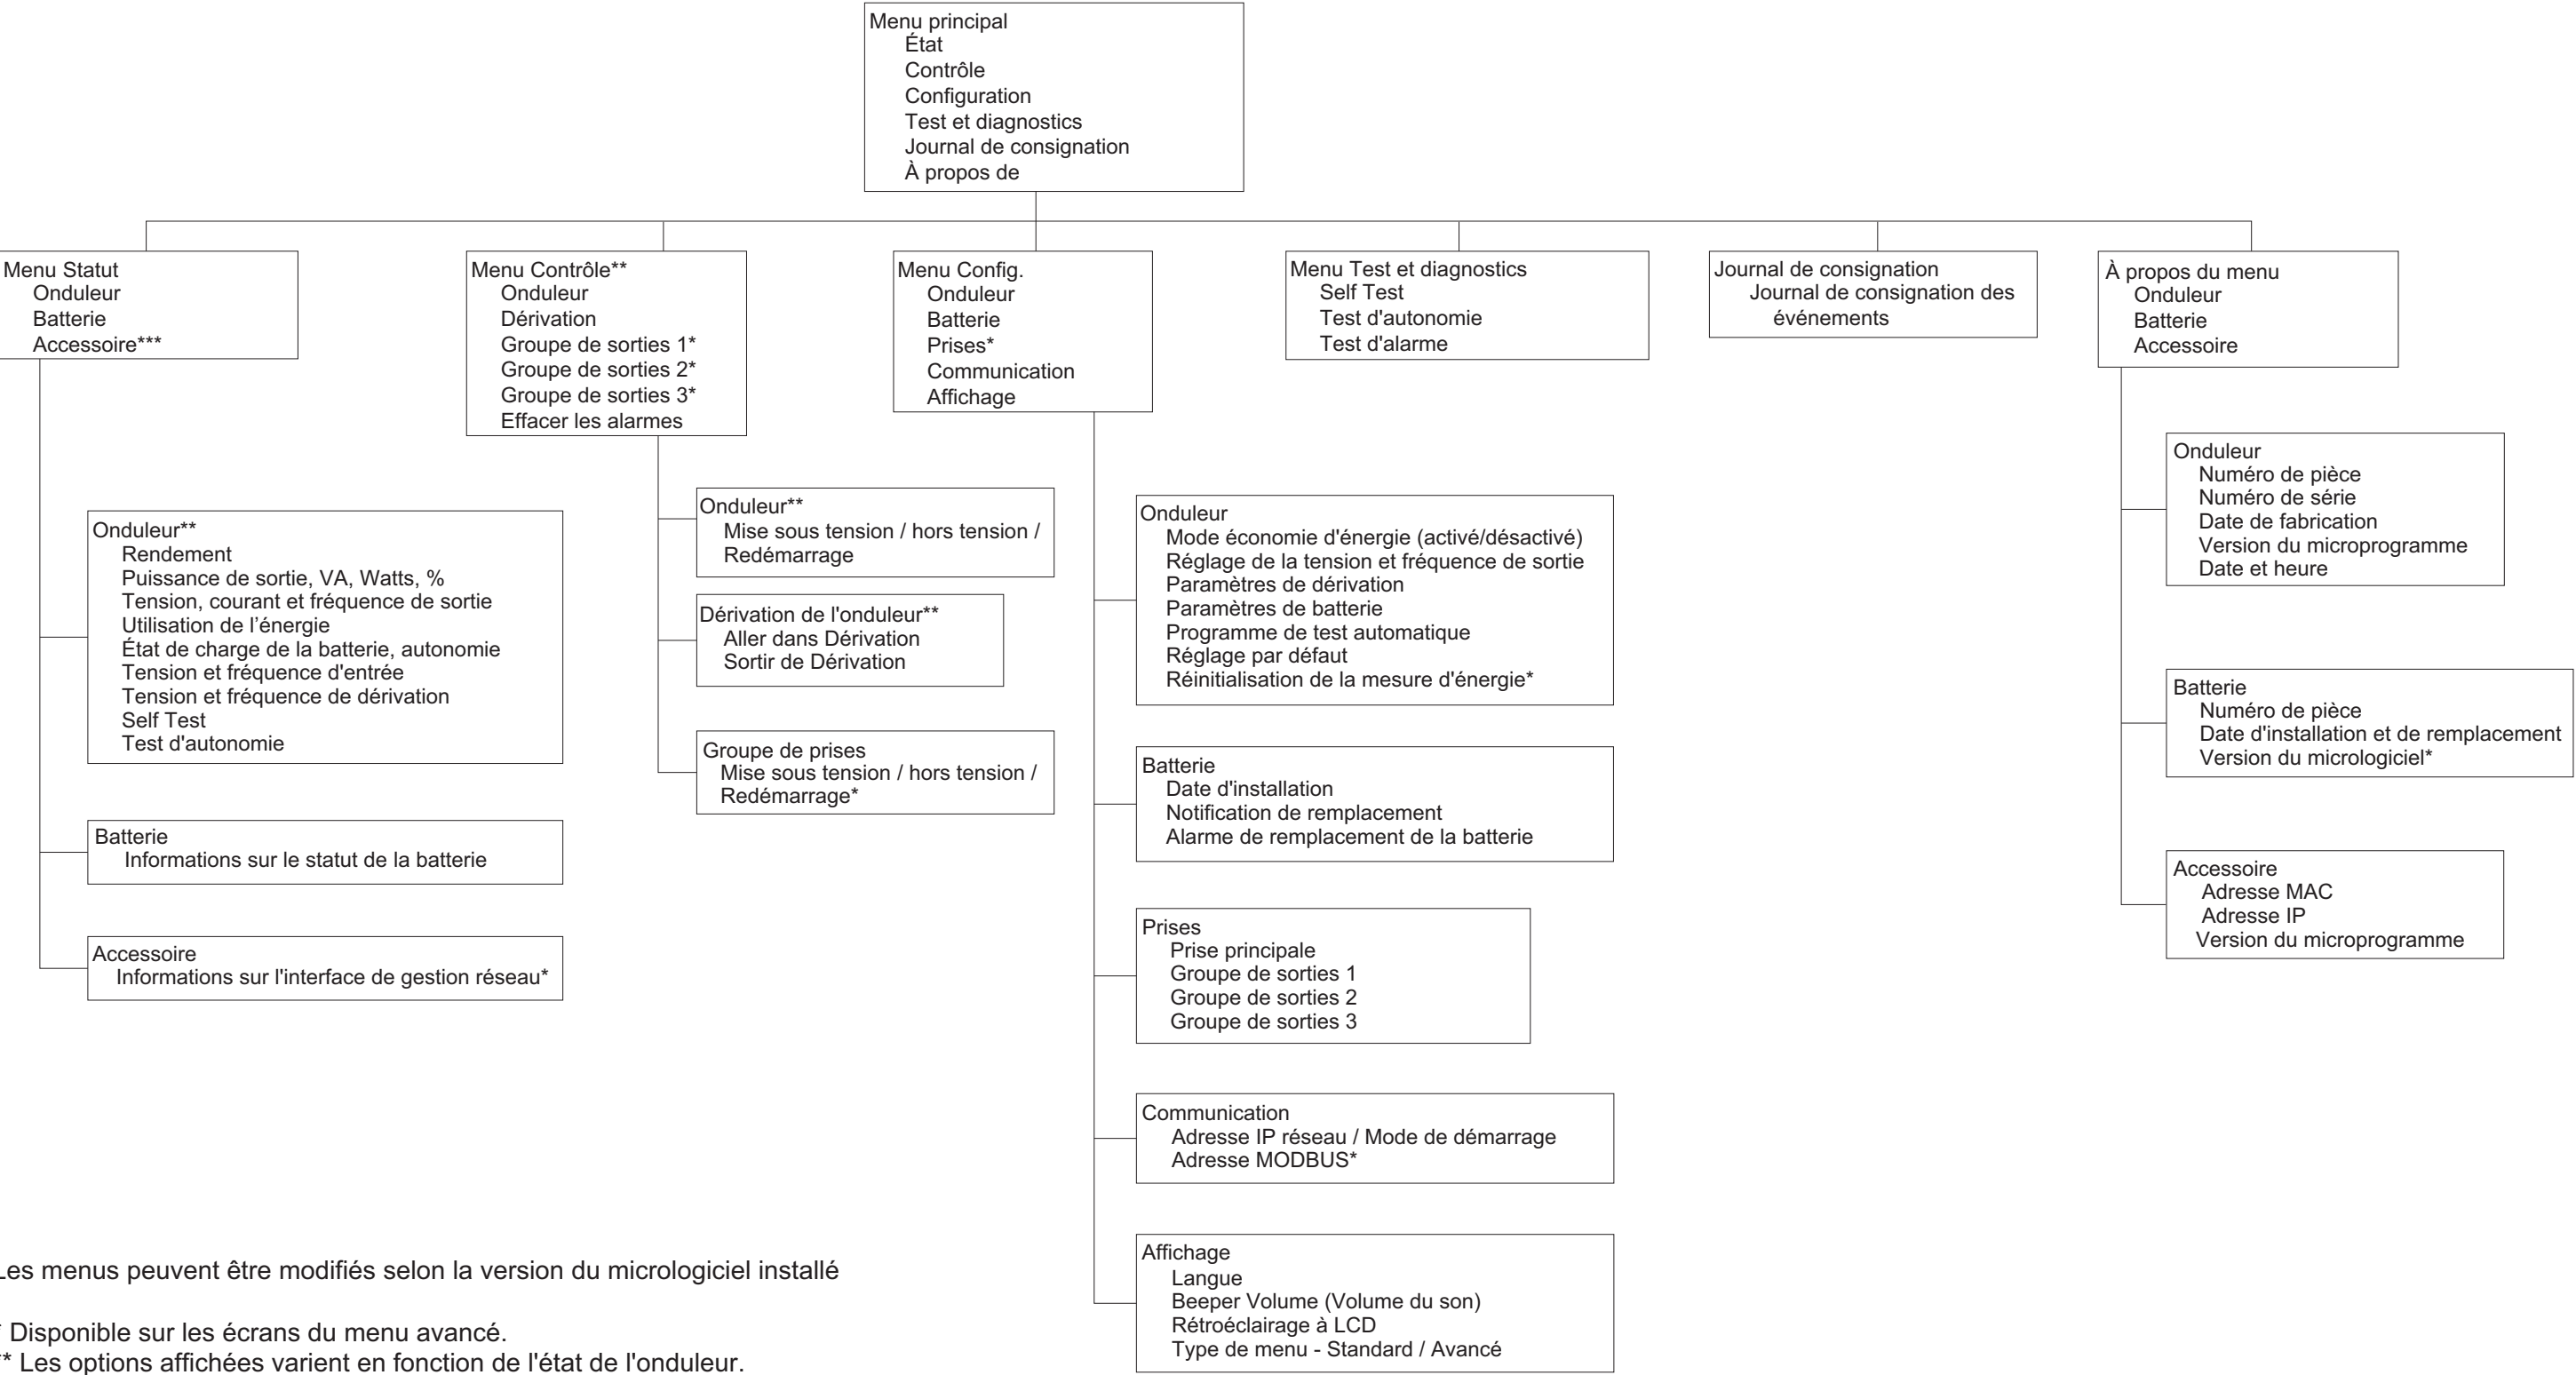 Menu principal
État
Contrôle
Configuration
Test et diagnostics
Journal de consignation
À propos de
Menu Statut
Onduleur
Batterie
Accessoire***
Menu Contrôle**
Onduleur
Dérivation
Groupe de sorties 1*
Groupe de sorties 2*
Groupe de sorties 3*
Effacer les alarmes
Menu Config.
Onduleur
Batterie
Prises*
Communication
Affichage
Menu Test et diagnostics
Self Test
Test d'autonomie
Test d'alarme
Journal de consignation
Journal de consignation des
événements
À propos du menu
Onduleur
Batterie
Accessoire
Onduleur**
Rendement
Puissance de sortie, VA, Watts, %
Tension, courant et fréquence de sortie
Utilisation de l’énergie
État de charge de la batterie, autonomie
Tension et fréquence d'entrée
Tension et fréquence de dérivation
Self Test
Test d'autonomie
Batterie
Informations sur le statut de la batterie
Accessoire
Informations sur l'interface de gestion réseau*
Onduleur**
Mise sous tension / hors tension /
Redémarrage
Dérivation de l'onduleur**
Aller dans Dérivation
Sortir de Dérivation
Groupe de prises
Mise sous tension / hors tension /
Redémarrage*
Onduleur
Mode économie d'énergie (activé/désactivé)
Réglage de la tension et fréquence de sortie
Paramètres de dérivation
Paramètres de batterie
Programme de test automatique
Réglage par défaut
Réinitialisation de la mesure d'énergie*
Batterie
Date d'installation
Notification de remplacement
Alarme de remplacement de la batterie
Prises
Prise principale
Groupe de sorties 1
Groupe de sorties 2
Groupe de sorties 3
Communication
Adresse IP réseau / Mode de démarrage
Adresse MODBUS*
Affichage
Langue
Beeper Volume (Volume du son)
Rétroéclairage à LCD
Type de menu - Standard / Avancé
Onduleur
Numéro de pièce
Numéro de série
Date de fabrication
Version du microprogramme
Date et heure
Batterie
Numéro de pièce
Date d'installation et de remplacement
Version du micrologiciel*
Accessoire
Adresse MAC
Adresse IP
Version du microprogramme
Les menus peuvent être modifiés selon la version du micrologiciel installé
* Disponible sur les écrans du menu avancé.
** Les options affichées varient en fonction de l'état de l'onduleur.